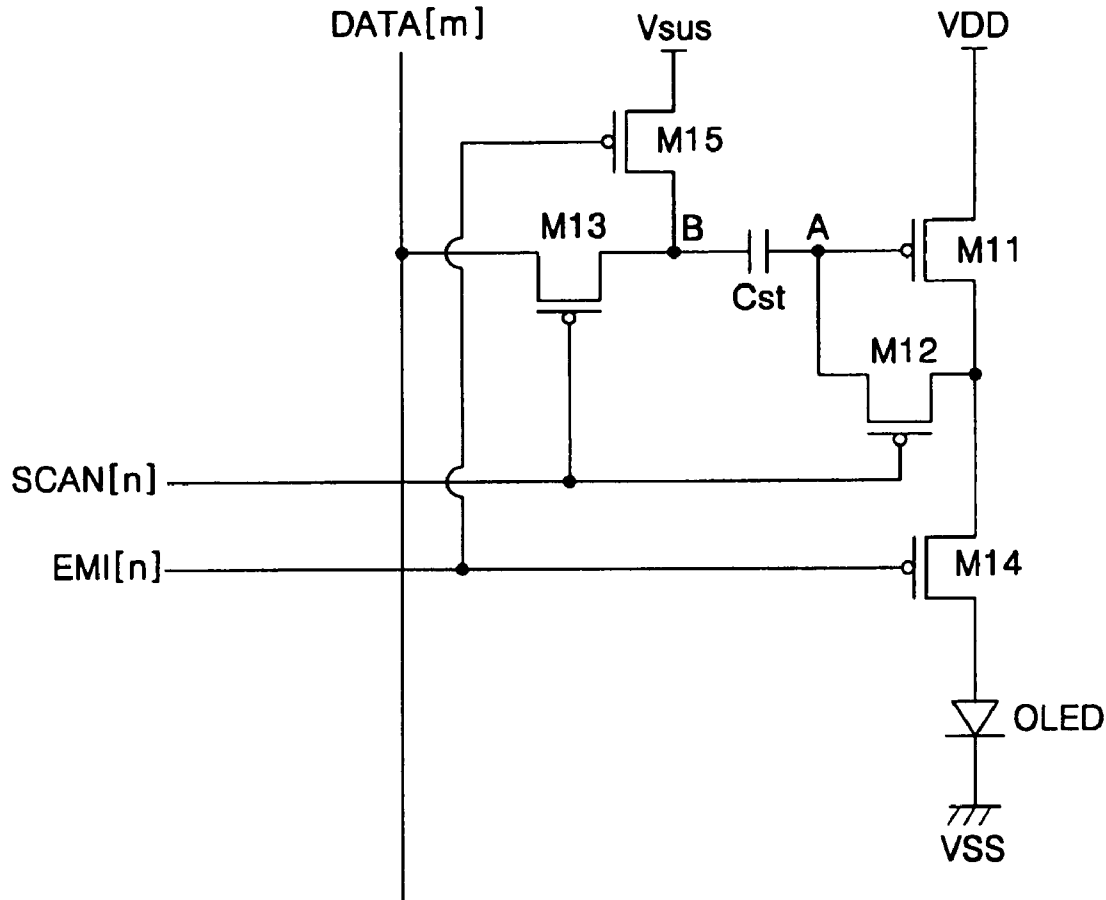 DATA[m]
Vsus
VDD
M15
M13
B
A
M11
Cst
M12
SCAN[n]
EMI[n]
M14
OLED
VSS